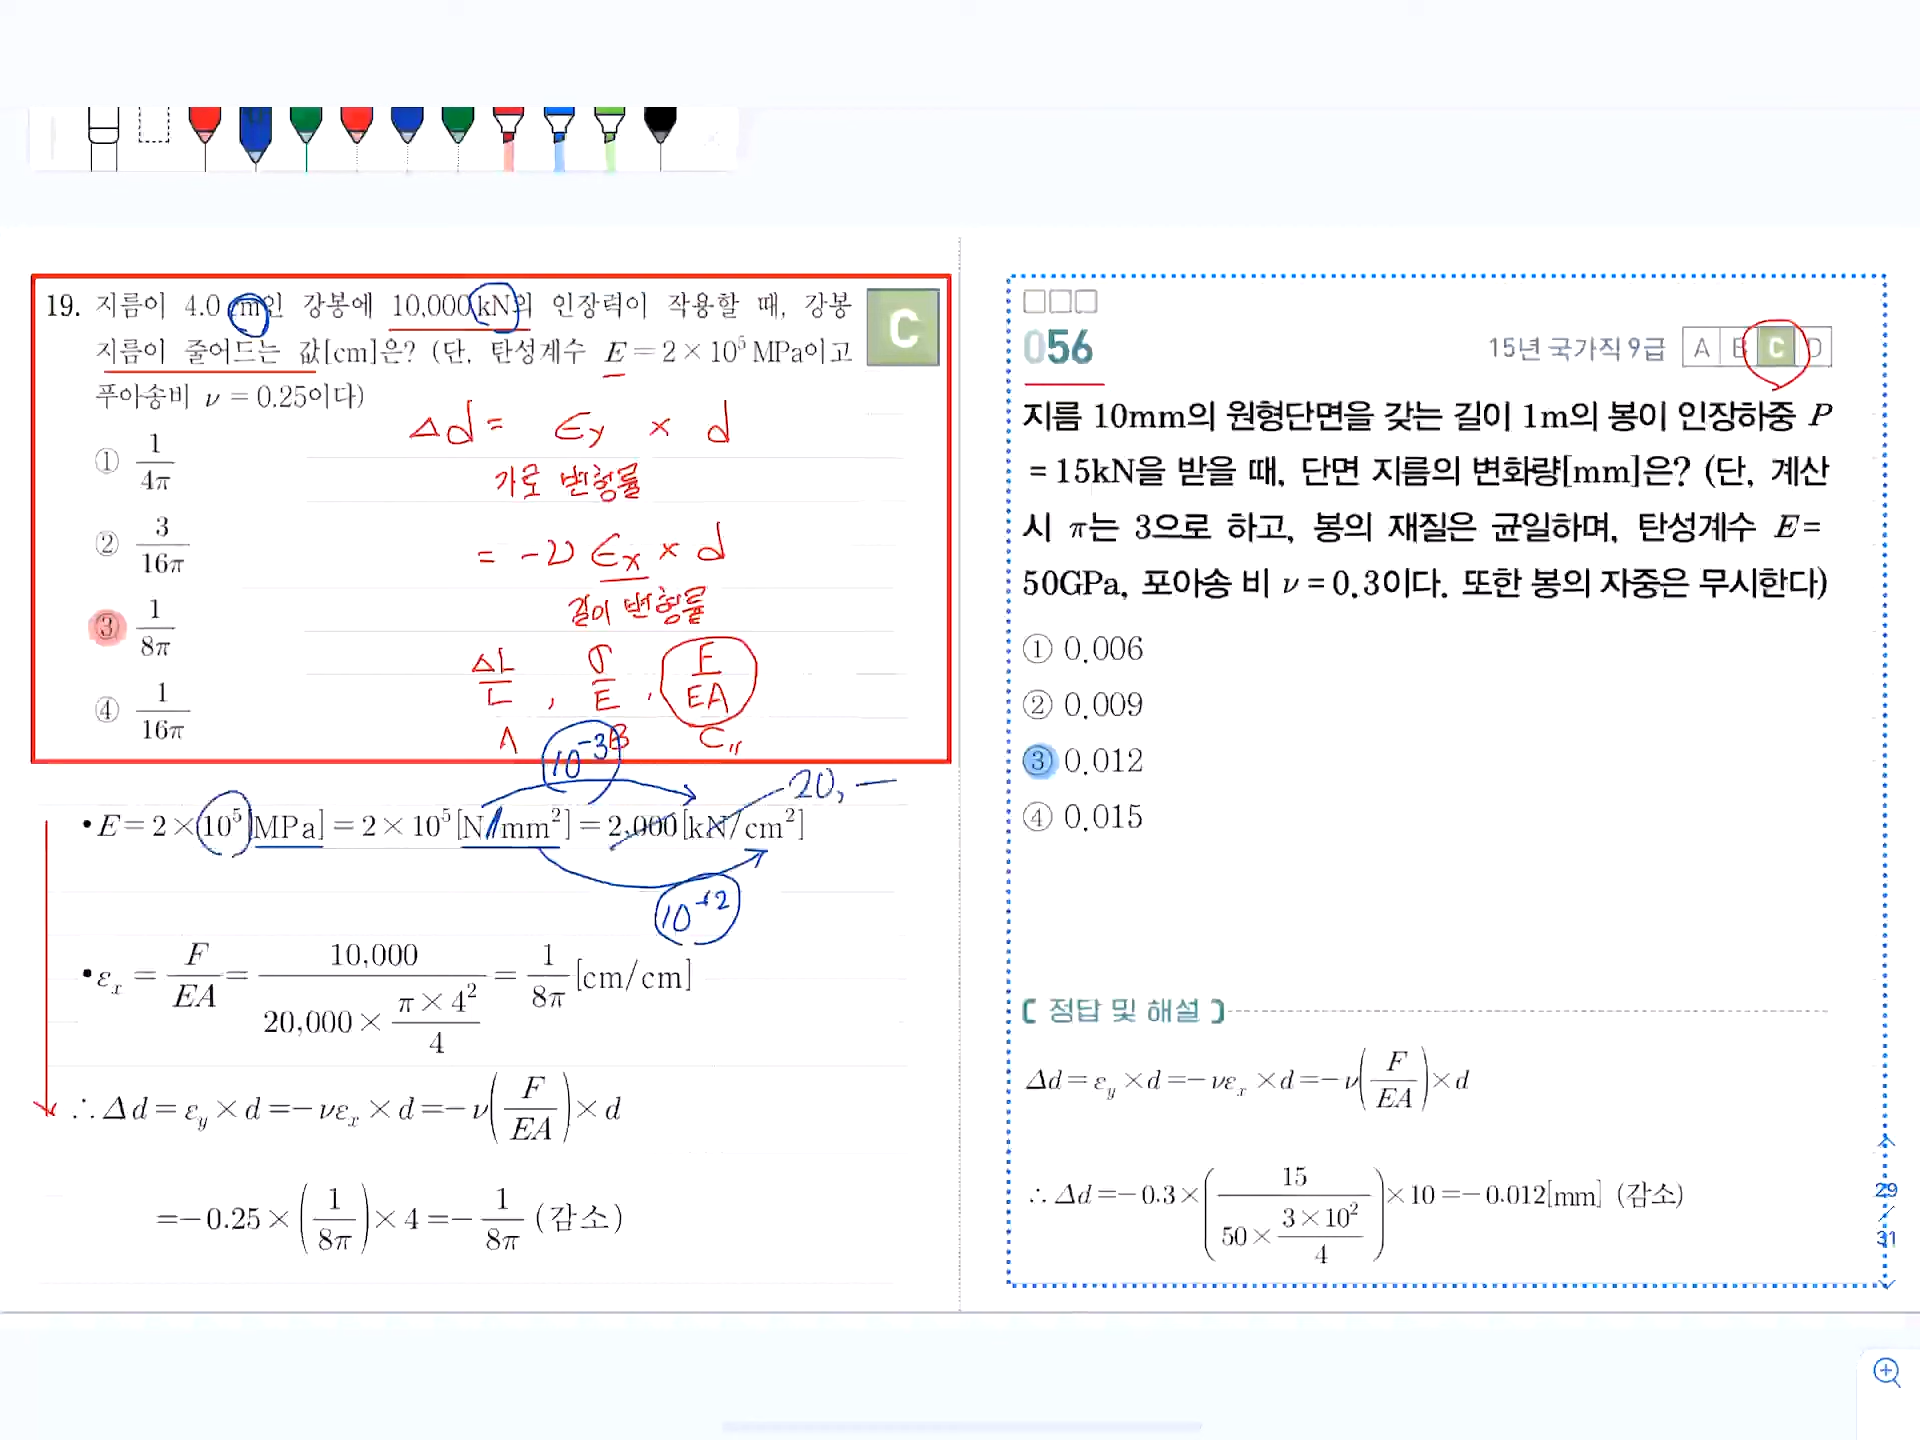 19. 지름이 4.0 cm인 강봉에 10,000kN의 인장력이 작용할 때, 강봉
지름이 줄어드는 값[cm]은? (단, 탄성계수 E = 2 × 10⁵ MPa이고
푸아송비 ν = 0.25이다)
C
① 1/4π
② 3/16π
③ 1/8π
④ 1/16π
Δd = ϵy × d
가로 변형률
= -ν ϵx × d
길이 변형률
ΔL/L , σ/E , F/EA
A B C
10⁻³
20,—
•E = 2 × 10⁵[MPa] = 2 × 10⁵[N/mm²] = 2,000[kN/cm²]
10⁺²
•εx = F/EA = 10,000/(20,000 × (π × 4²)/4) = 1/8π [cm/cm]
∴ Δd = εy × d = −νεx × d = −ν(F/EA) × d
= −0.25 × (1/8π) × 4 = −1/8π (감소)
056
15년 국가직 9급 A B C D
지름 10mm의 원형단면을 갖는 길이 1m의 봉이 인장하중 P
= 15kN을 받을 때, 단면 지름의 변화량[mm]은? (단, 계산
시 π는 3으로 하고, 봉의 재질은 균일하며, 탄성계수 E =
50GPa, 포아송 비 ν = 0.3이다. 또한 봉의 자중은 무시한다)
① 0.006
② 0.009
③ 0.012
④ 0.015
[ 정답 및 해설 ]
Δd = εy × d = −νεx × d = −ν(F/EA) × d
∴ Δd = −0.3 × (15/(50 × (3 × 10²)/4)) × 10 = −0.012[mm] (감소)
29
/
31